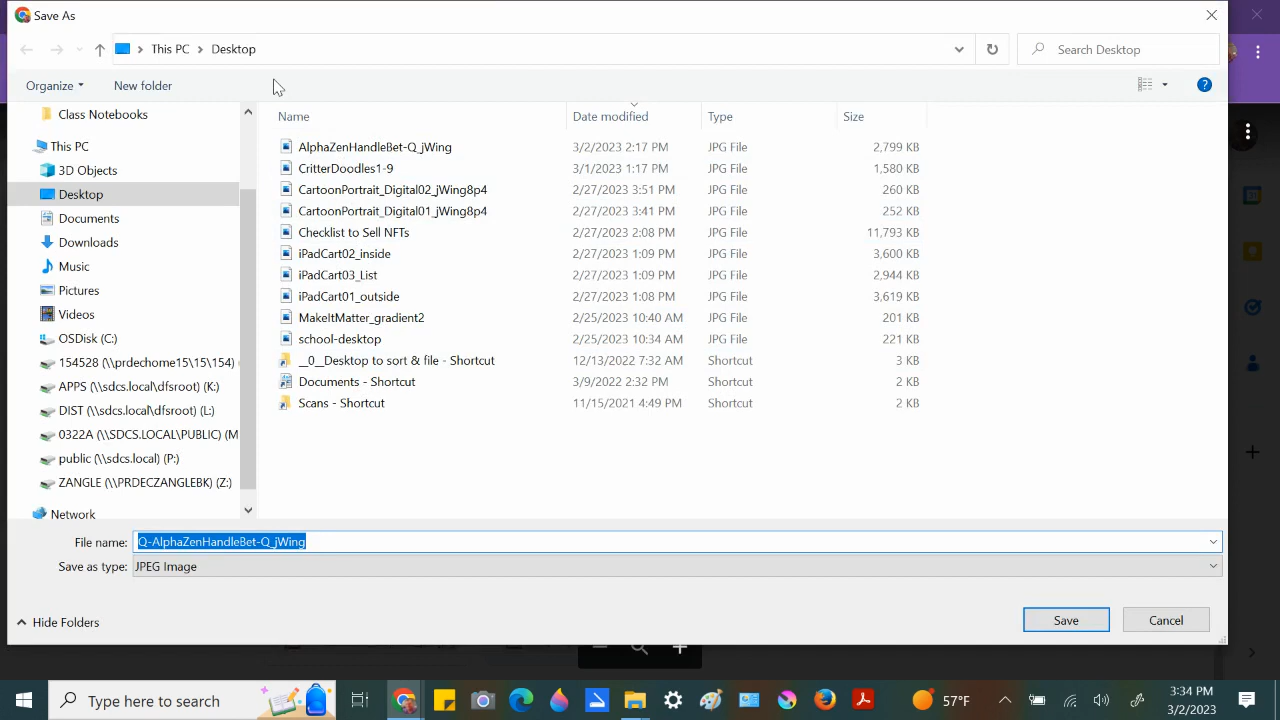 Save As
This PC > Desktop
Search Desktop
Organize
New folder
Name
Date modified
Type
Size
Class Notebooks
This PC
3D Objects
Desktop
Documents
Downloads
Music
Pictures
Videos
OSDisk (C:)
154528 (\\prdechome15\15\154)
APPS (\\sdcs.local\dfsroot) (K:)
DIST (\\sdcs.local\dfsroot) (L:)
0322A (\\SDCS.LOCAL\PUBLIC) (M
public (\\sdcs.local) (P:)
ZANGLE (\\PRDECZANGLEBK) (Z:)
Network
AlphaZenHandleBet-Q_jWing 3/2/2023 2:17 PM JPG File 2,799 KB
CritterDoodles1-9 3/1/2023 1:17 PM JPG File 1,580 KB
CartoonPortrait_Digital02_jWing8p4 2/27/2023 3:51 PM JPG File 260 KB
CartoonPortrait_Digital01_jWing8p4 2/27/2023 3:41 PM JPG File 252 KB
Checklist to Sell NFTs 2/27/2023 2:08 PM JPG File 11,793 KB
iPadCart02_inside 2/27/2023 1:09 PM JPG File 3,600 KB
iPadCart03_List 2/27/2023 1:09 PM JPG File 2,944 KB
iPadCart01_outside 2/27/2023 1:08 PM JPG File 3,619 KB
MakeItMatter_gradient2 2/25/2023 10:40 AM JPG File 201 KB
school-desktop 2/25/2023 10:34 AM JPG File 221 KB
__0__Desktop to sort & file - Shortcut 12/13/2022 7:32 AM Shortcut 3 KB
Documents - Shortcut 3/9/2022 2:32 PM Shortcut 2 KB
Scans - Shortcut 11/15/2021 4:49 PM Shortcut 2 KB
File name: Q-AlphaZenHandleBet-Q_jWing
Save as type: JPEG Image
Hide Folders
Save
Cancel
Type here to search
57°F
3:34 PM
3/2/2023